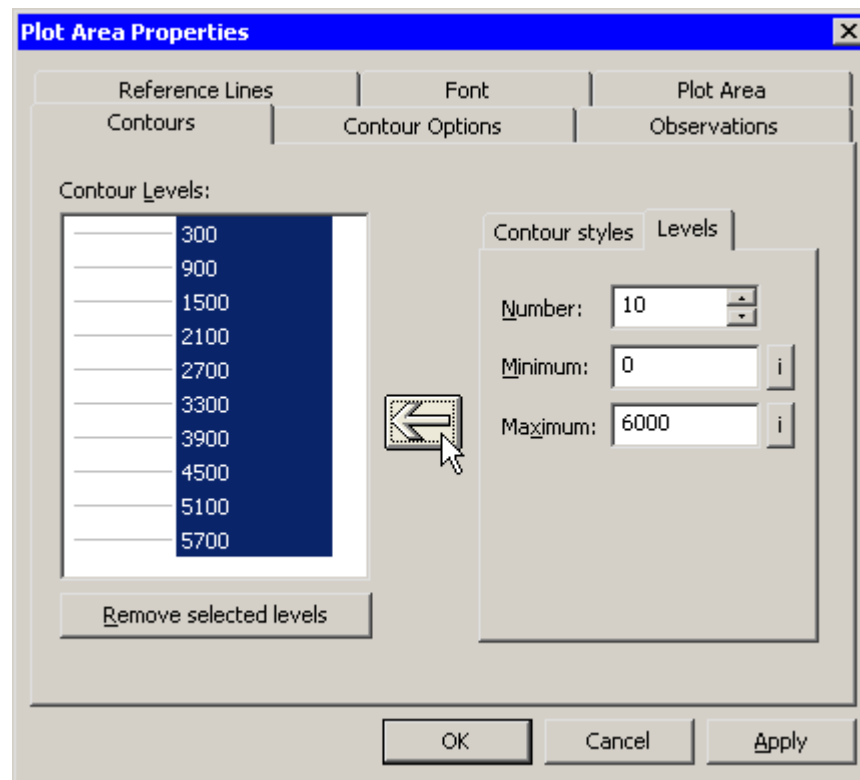 Plot Area Properties
Reference Lines Font Plot Area
Contours Contour Options Observations
Contour Levels:
300
900
1500
2100
2700
3300
3900
4500
5100
5700
Remove selected levels
Contour styles Levels
Number: 10
Minimum: 0 i
Maximum: 6000 i
OK Cancel Apply